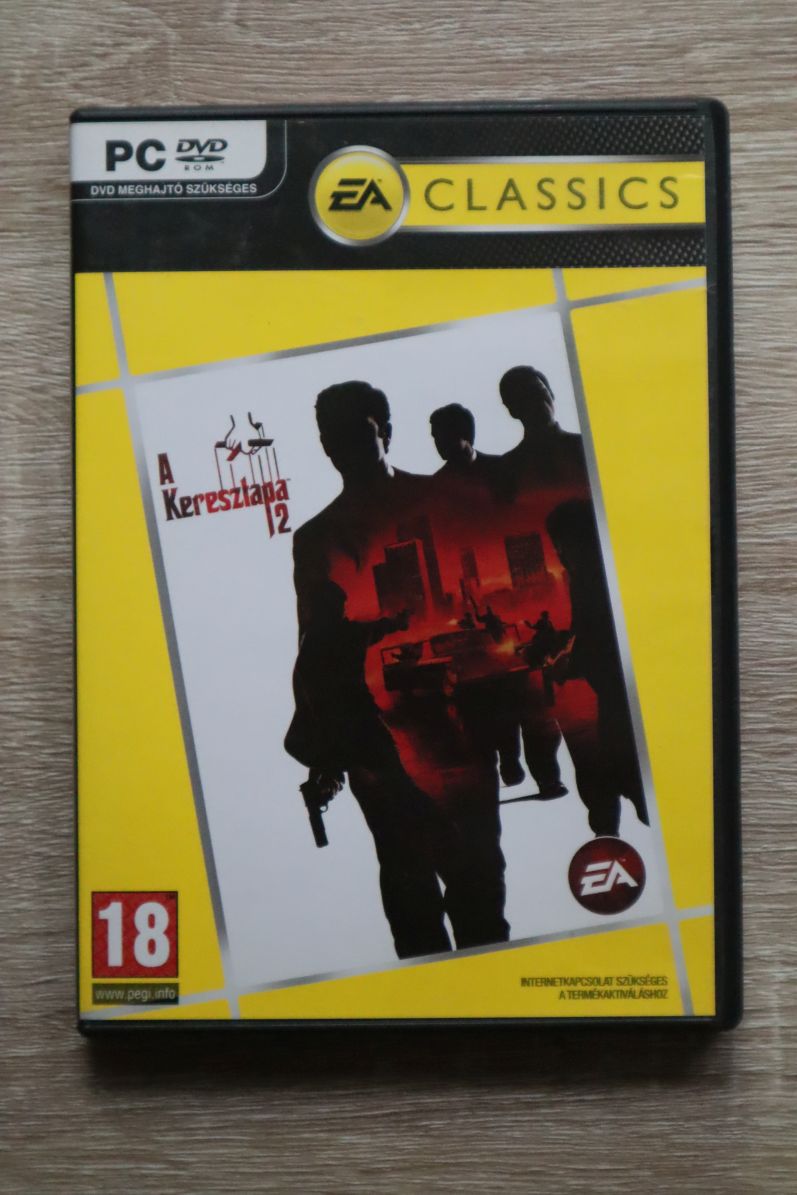 PC DVD
ROM
DVD MEGHAJTÓ SZÜKSÉGES
EA CLASSICS
A
Keresztapa
2
EA
18
www.pegi.info
INTERNETKAPCSOLAT SZÜKSÉGES
A TERMÉKAKTIVÁLÁSHOZ